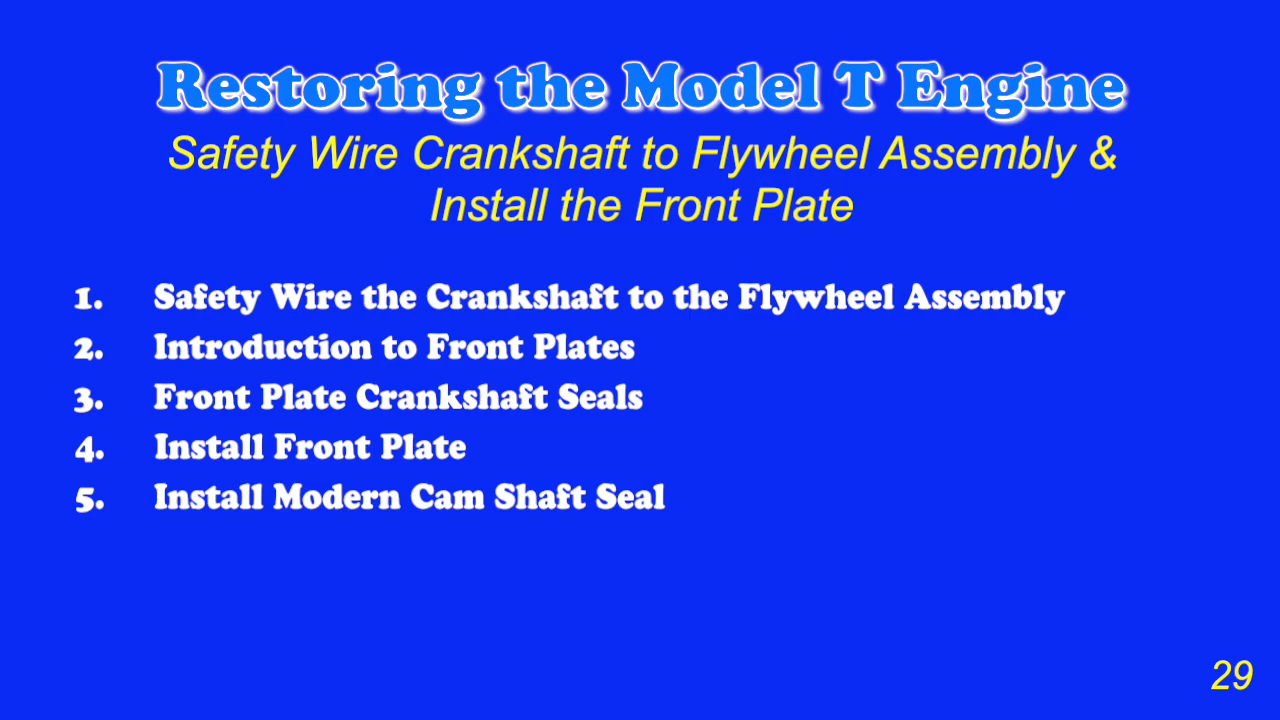 Restoring the Model T Engine
Safety Wire Crankshaft to Flywheel Assembly &
Install the Front Plate
1. Safety Wire the Crankshaft to the Flywheel Assembly
2. Introduction to Front Plates
3. Front Plate Crankshaft Seals
4. Install Front Plate
5. Install Modern Cam Shaft Seal
29